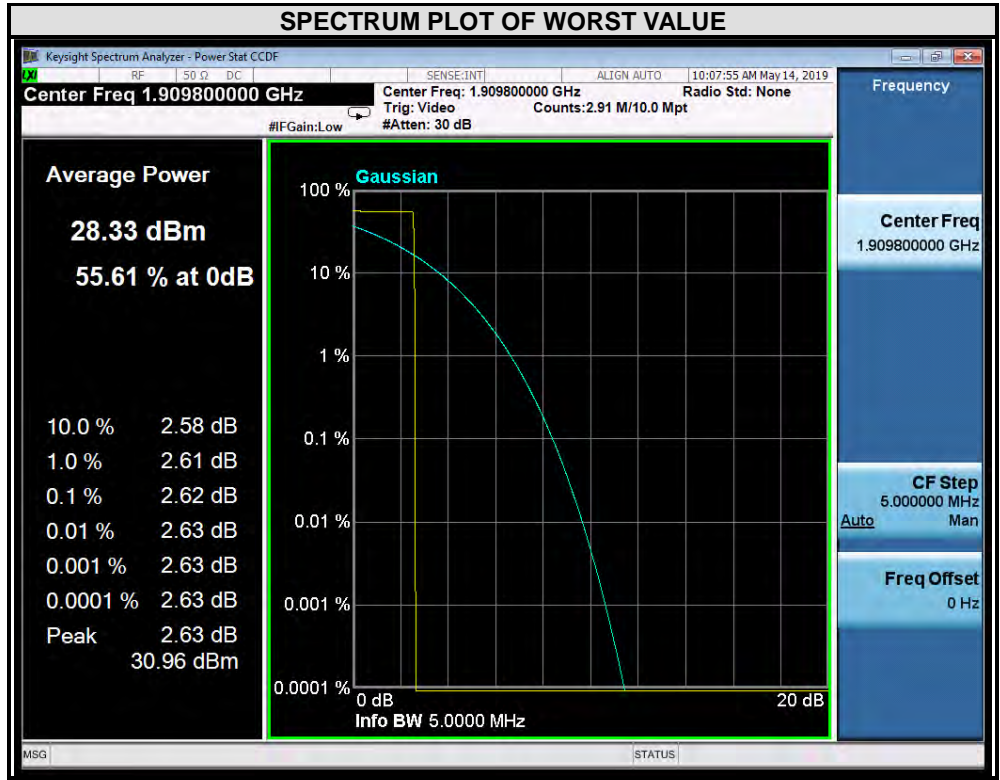 SPECTRUM PLOT OF WORST VALUE
Keysight Spectrum Analyzer - Power Stat CCDF
LXI RF 50 Ω DC SENSE:INT ALIGN AUTO 10:07:55 AM May 14, 2019
Center Freq 1.909800000 GHz
Center Freq: 1.909800000 GHz Radio Std: None
Trig: Video Counts:2.91 M/10.0 Mpt
#IFGain:Low #Atten: 30 dB
Frequency
Average Power
28.33 dBm
55.61 % at 0dB
10.0 % 2.58 dB
1.0 % 2.61 dB
0.1 % 2.62 dB
0.01 % 2.63 dB
0.001 % 2.63 dB
0.0001 % 2.63 dB
Peak 2.63 dB
30.96 dBm
Gaussian
100 %
10 %
1 %
0.1 %
0.01 %
0.001 %
0.0001 %
0 dB 20 dB
Info BW 5.0000 MHz
Center Freq
1.909800000 GHz
CF Step
5.000000 MHz
Auto Man
Freq Offset
0 Hz
MSG STATUS